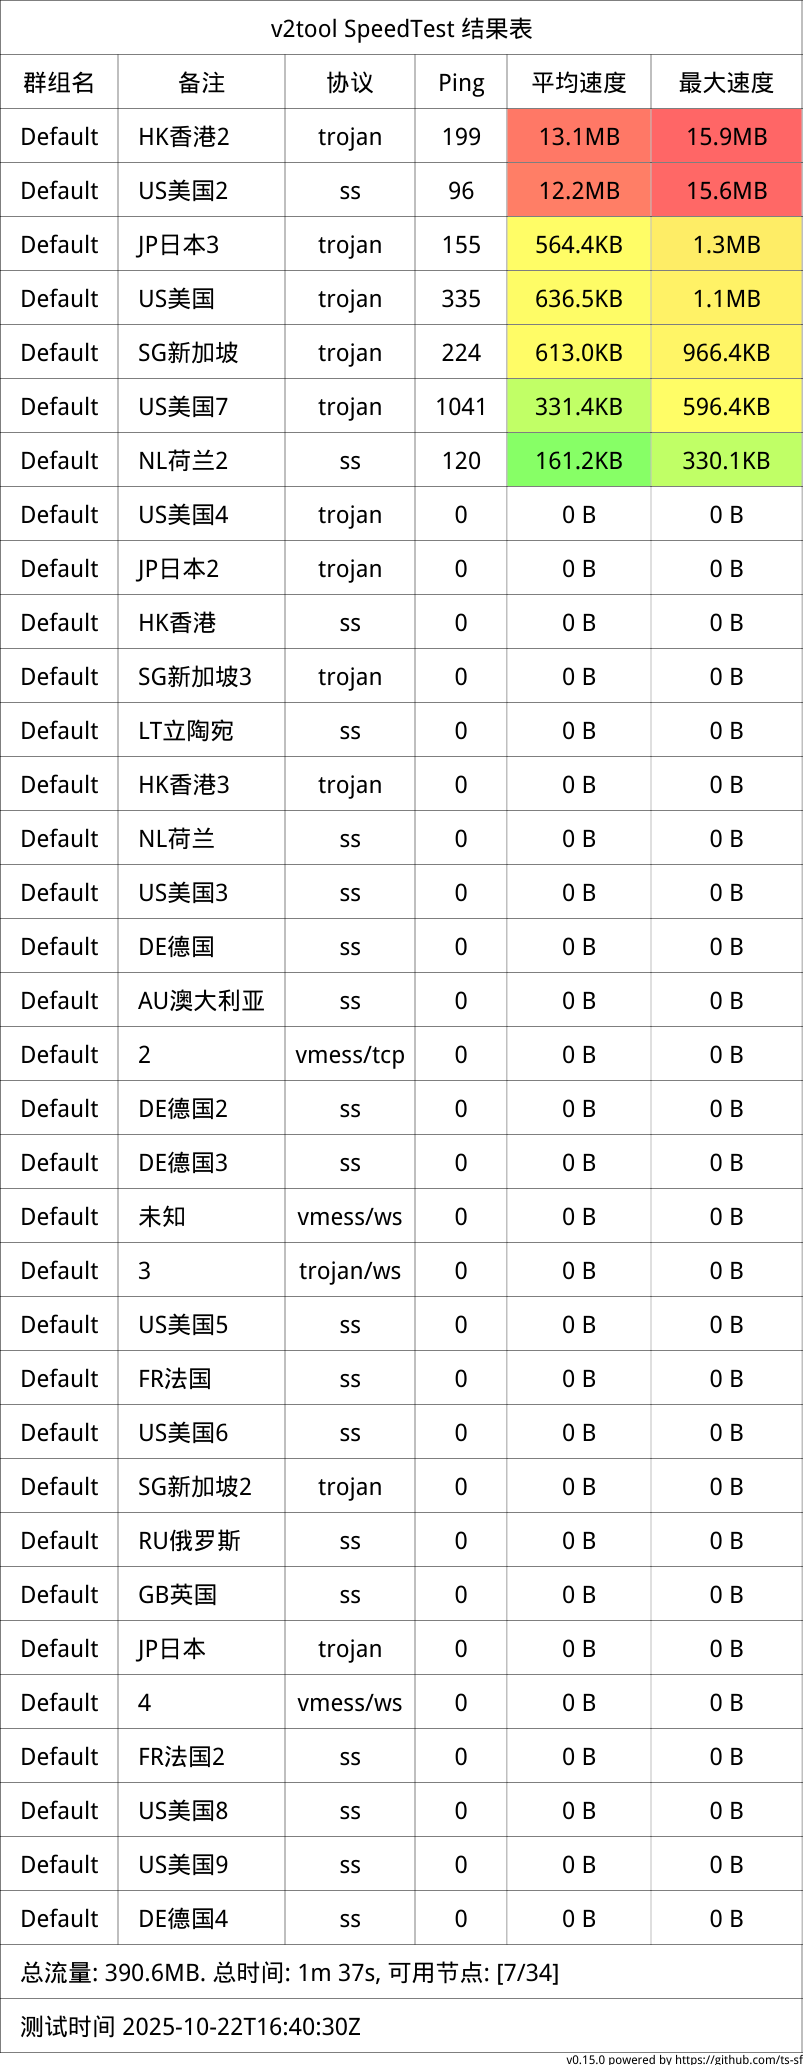 v2tool SpeedTest 结果表
群组名 备注 协议 Ping 平均速度 最大速度
Default HK香港2 trojan 199 13.1MB 15.9MB
Default US美国2 ss 96 12.2MB 15.6MB
Default JP日本3 trojan 155 564.4KB 1.3MB
Default US美国 trojan 335 636.5KB 1.1MB
Default SG新加坡 trojan 224 613.0KB 966.4KB
Default US美国7 trojan 1041 331.4KB 596.4KB
Default NL荷兰2 ss 120 161.2KB 330.1KB
Default US美国4 trojan 0 0 B 0 B
Default JP日本2 trojan 0 0 B 0 B
Default HK香港 ss 0 0 B 0 B
Default SG新加坡3 trojan 0 0 B 0 B
Default LT立陶宛 ss 0 0 B 0 B
Default HK香港3 trojan 0 0 B 0 B
Default NL荷兰 ss 0 0 B 0 B
Default US美国3 ss 0 0 B 0 B
Default DE德国 ss 0 0 B 0 B
Default AU澳大利亚 ss 0 0 B 0 B
Default 2 vmess/tcp 0 0 B 0 B
Default DE德国2 ss 0 0 B 0 B
Default DE德国3 ss 0 0 B 0 B
Default 未知 vmess/ws 0 0 B 0 B
Default 3 trojan/ws 0 0 B 0 B
Default US美国5 ss 0 0 B 0 B
Default FR法国 ss 0 0 B 0 B
Default US美国6 ss 0 0 B 0 B
Default SG新加坡2 trojan 0 0 B 0 B
Default RU俄罗斯 ss 0 0 B 0 B
Default GB英国 ss 0 0 B 0 B
Default JP日本 trojan 0 0 B 0 B
Default 4 vmess/ws 0 0 B 0 B
Default FR法国2 ss 0 0 B 0 B
Default US美国8 ss 0 0 B 0 B
Default US美国9 ss 0 0 B 0 B
Default DE德国4 ss 0 0 B 0 B
总流量: 390.6MB. 总时间: 1m 37s, 可用节点: [7/34]
测试时间 2025-10-22T16:40:30Z
v0.15.0 powered by https://github.com/ts-sf